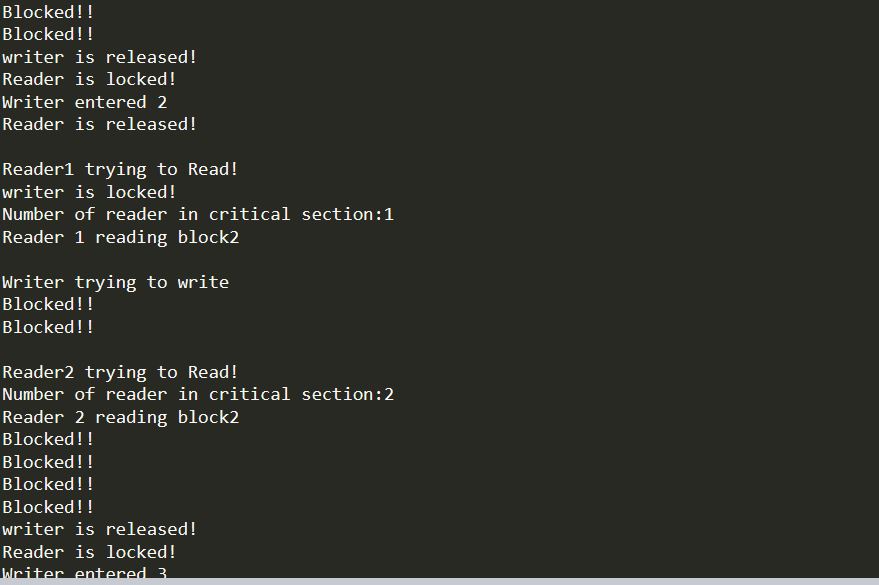 Blocked!!
Blocked!!
writer is released!
Reader is locked!
Writer entered 2
Reader is released!
Reader1 trying to Read!
writer is locked!
Number of reader in critical section:1
Reader 1 reading block2
Writer trying to write
Blocked!!
Blocked!!
Reader2 trying to Read!
Number of reader in critical section:2
Reader 2 reading block2
Blocked!!
Blocked!!
Blocked!!
Blocked!!
writer is released!
Reader is locked!
Writer entered 3